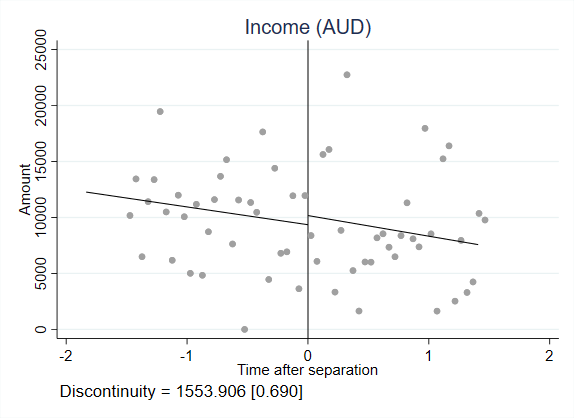 Income (AUD)
25000
20000
15000
10000
5000
0
Amount
-2
-1
0
1
2
Time after separation
Discontinuity = 1553.906 [0.690]